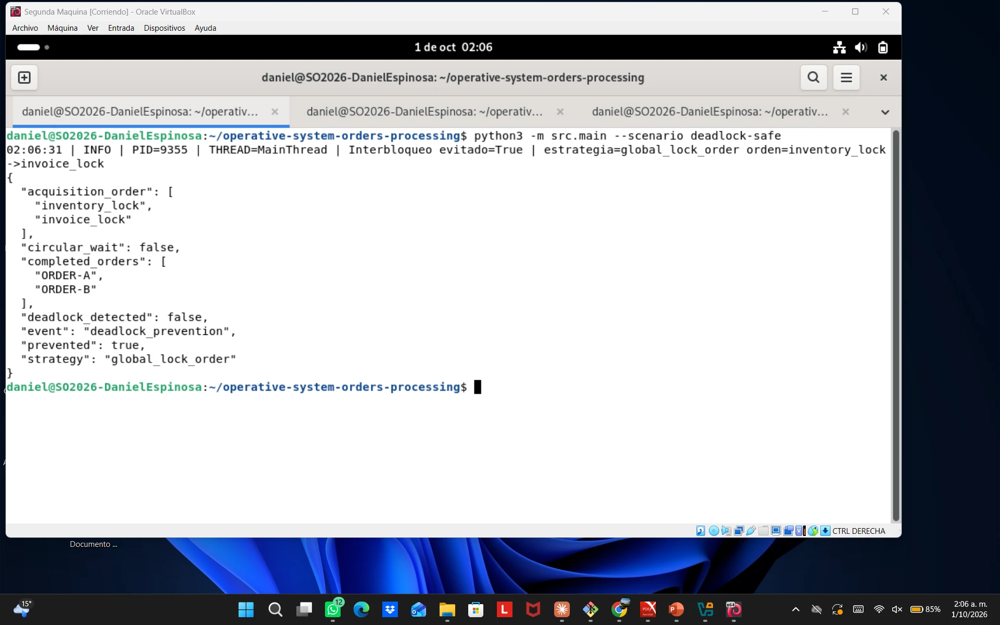 Segunda Maquina [Corriendo] - Oracle VirtualBox
Archivo Máquina Ver Entrada Dispositivos Ayuda
1 de oct 02:06
daniel@SO2026-DanielEspinosa: ~/operative-system-orders-processing
daniel@SO2026-DanielEspinosa: ~/operativ... daniel@SO2026-DanielEspinosa: ~/operativ... daniel@SO2026-DanielEspinosa: ~/operativ...
daniel@SO2026-DanielEspinosa:~/operative-system-orders-processing$ python3 -m src.main --scenario deadlock-safe
02:06:31 | INFO | PID=9355 | THREAD=MainThread | Interbloqueo evitado=True | estrategia=global_lock_order orden=inventory_lock
->invoice_lock
{
  "acquisition_order": [
    "inventory_lock",
    "invoice_lock"
  ],
  "circular_wait": false,
  "completed_orders": [
    "ORDER-A",
    "ORDER-B"
  ],
  "deadlock_detected": false,
  "event": "deadlock_prevention",
  "prevented": true,
  "strategy": "global_lock_order"
}
daniel@SO2026-DanielEspinosa:~/operative-system-orders-processing$
CTRL DERECHA
Documento ...
15°
12
85%
2:06 a. m.
1/10/2026